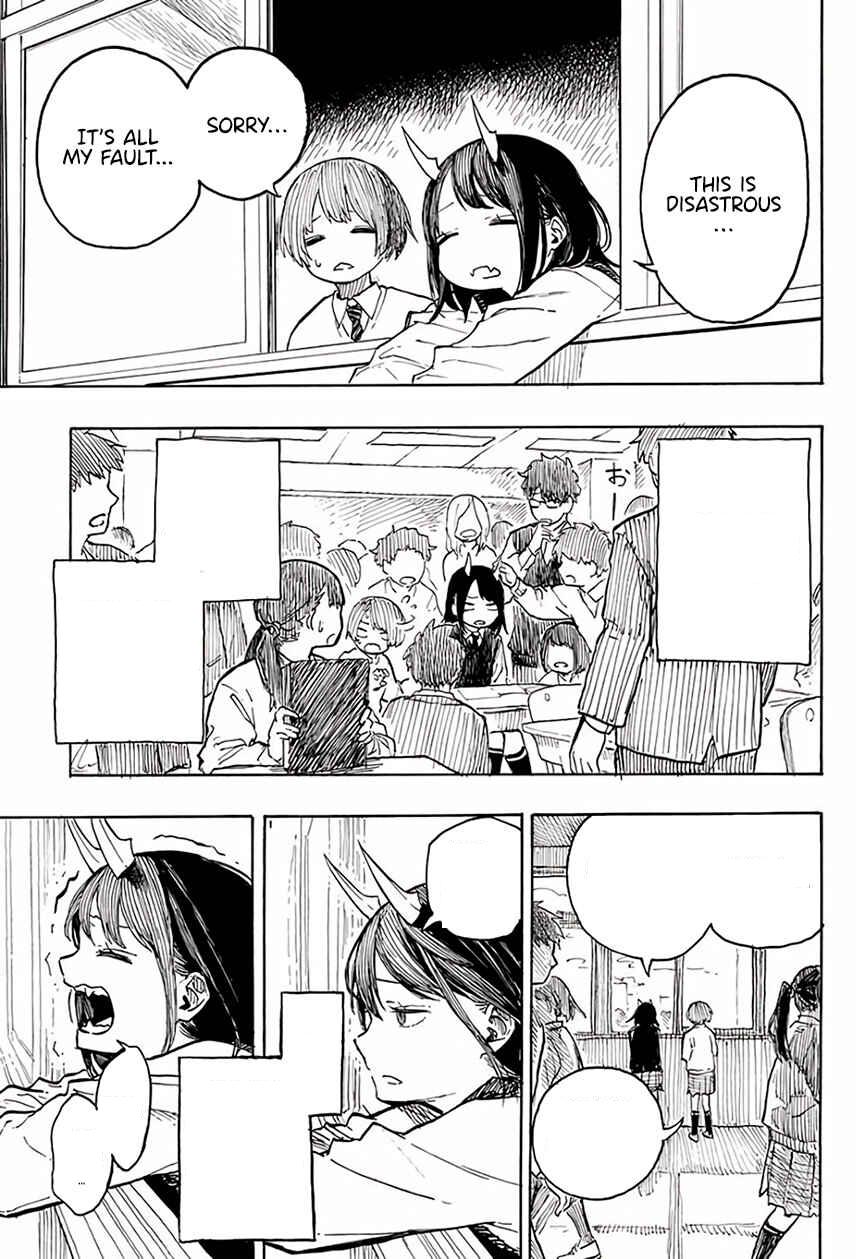 THIS IS
DISASTROUS
...
SORRY...
IT'S ALL
MY FAULT...
おー
...